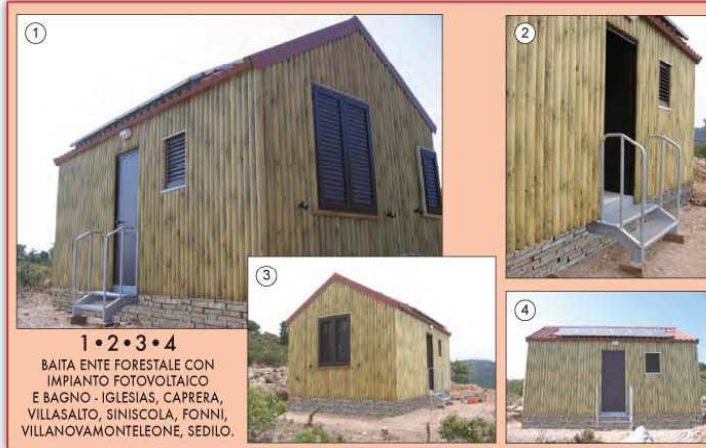 1
2
3
4
1•2•3•4
BAITA ENTE FORESTALE CON
IMPIANTO FOTOVOLTAICO
E BAGNO - IGLESIAS, CAPRERA,
VILLASALTO, SINISCOLA, FONNI,
VILLANOVAMONTELEONE, SEDILO.